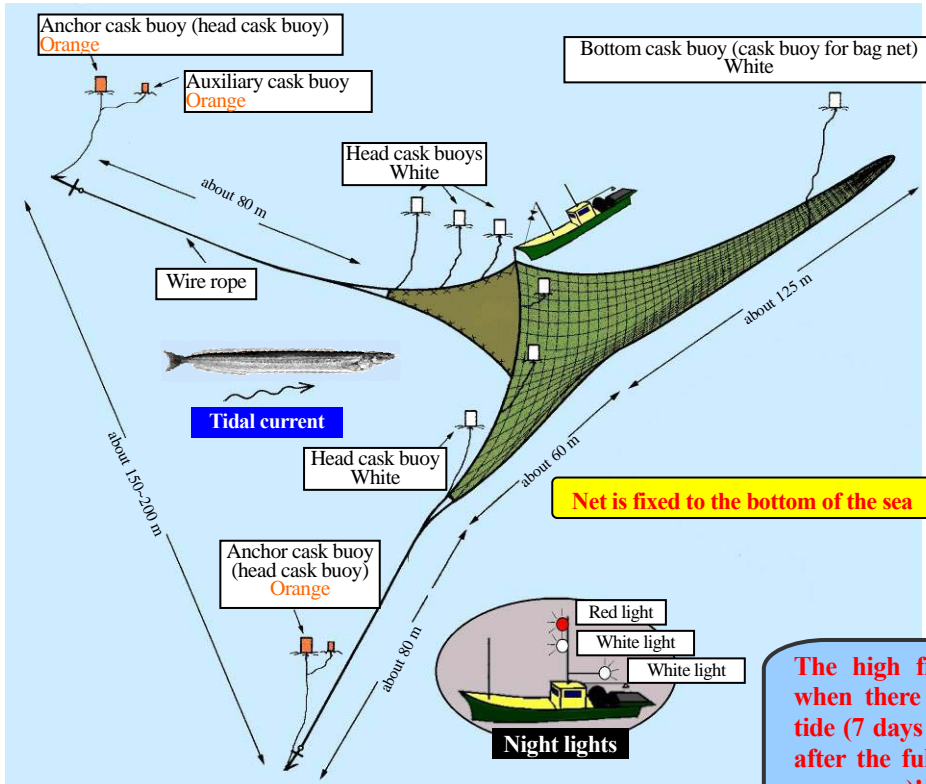 Anchor cask buoy (head cask buoy)
Orange
Auxiliary cask buoy
Orange
Bottom cask buoy (cask buoy for bag net)
White
Head cask buoys
White
about 80 m
Wire rope
about 125 m
Tidal current
about 150~200 m
Head cask buoy
White
about 60 m
Net is fixed to the bottom of the sea
Anchor cask buoy
(head cask buoy)
Orange
about 80 m
Red light
White light
White light
Night lights
The high f
when there
tide (7 days
after the ful